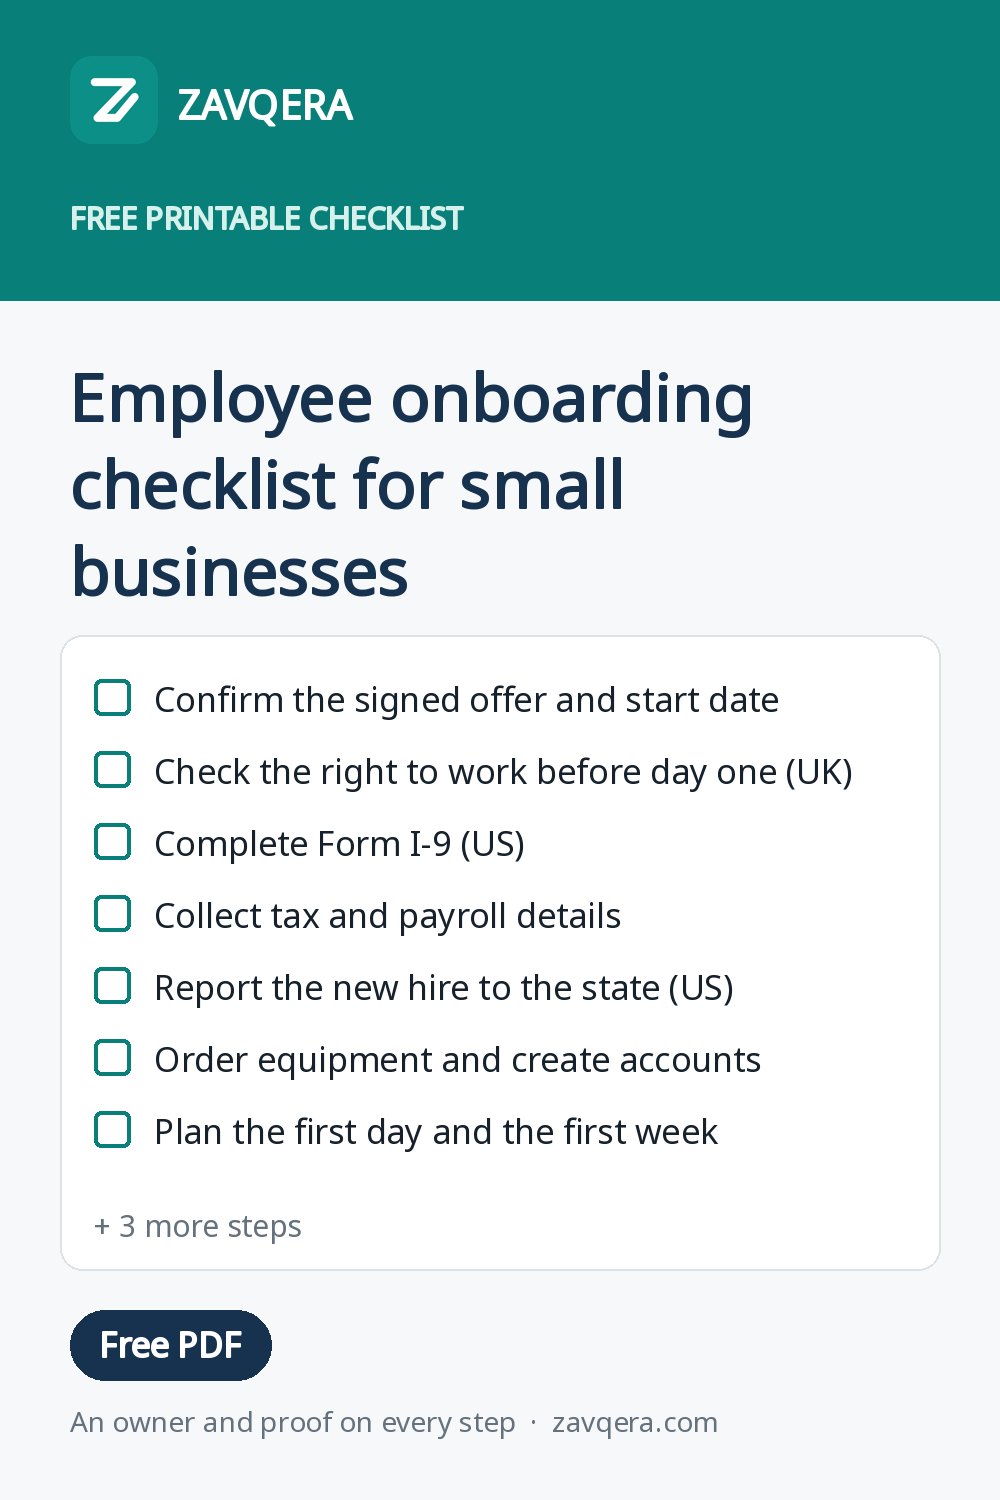 ZAVQERA
FREE PRINTABLE CHECKLIST
Employee onboarding
checklist for small
businesses
Confirm the signed offer and start date
Check the right to work before day one (UK)
Complete Form I-9 (US)
Collect tax and payroll details
Report the new hire to the state (US)
Order equipment and create accounts
Plan the first day and the first week
+ 3 more steps
Free PDF
An owner and proof on every step · zavqera.com